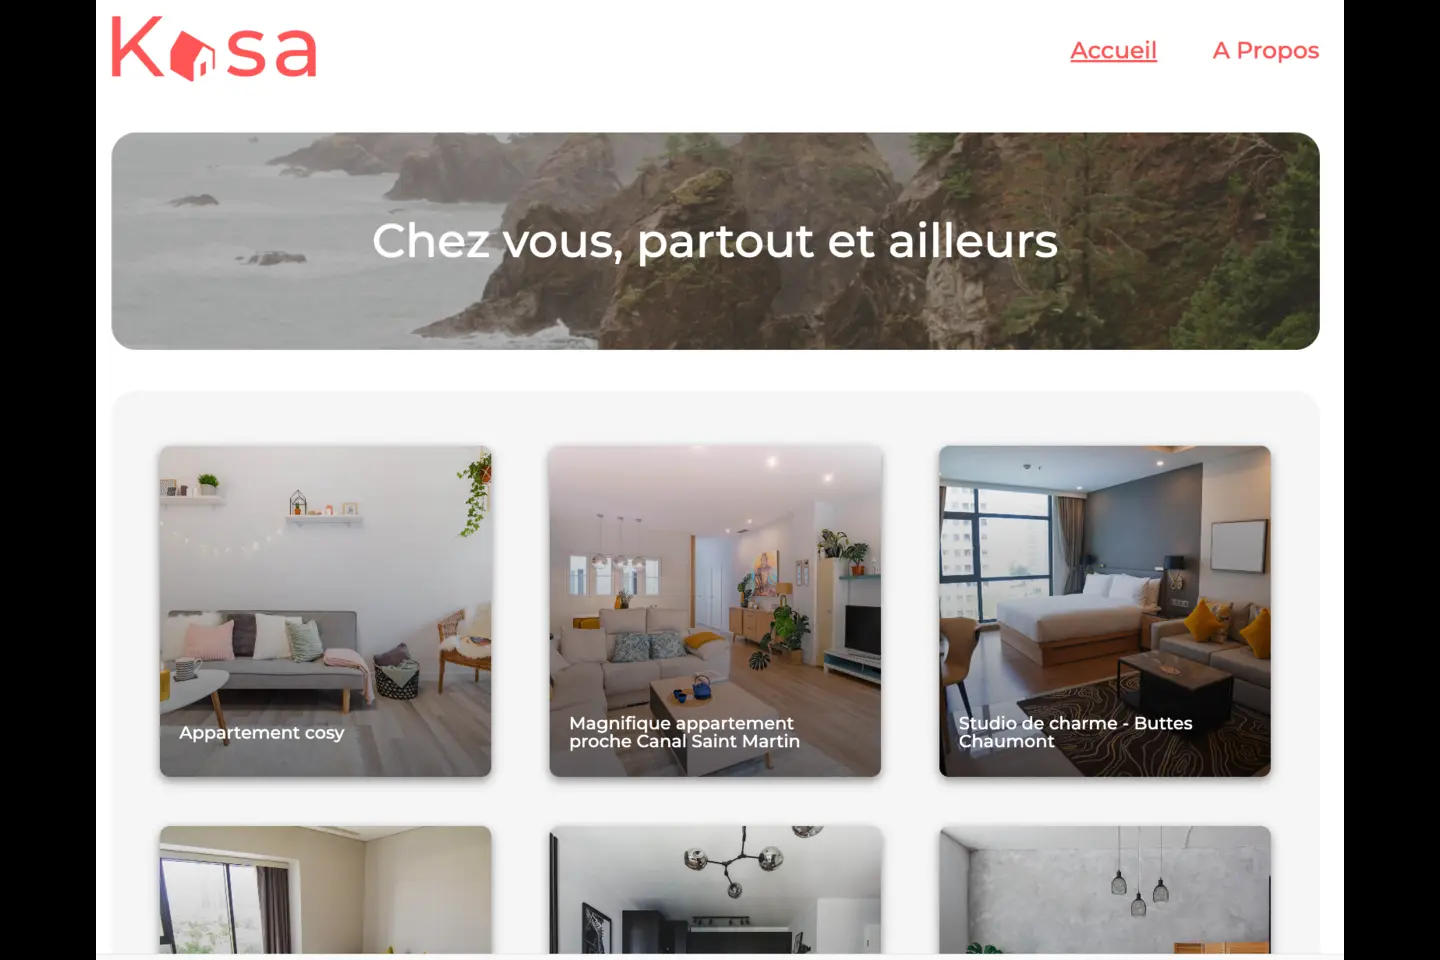 Kasa
Accueil
A Propos
Chez vous, partout et ailleurs
Appartement cosy
Magnifique appartement
proche Canal Saint Martin
Studio de charme - Buttes
Chaumont